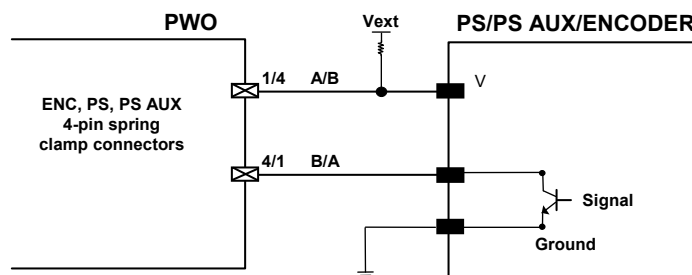 PWO
Vext
PS/PS AUX/ENCODER
1/4 A/B
V
ENC, PS, PS AUX
4-pin spring
clamp connectors
4/1 B/A
Signal
Ground